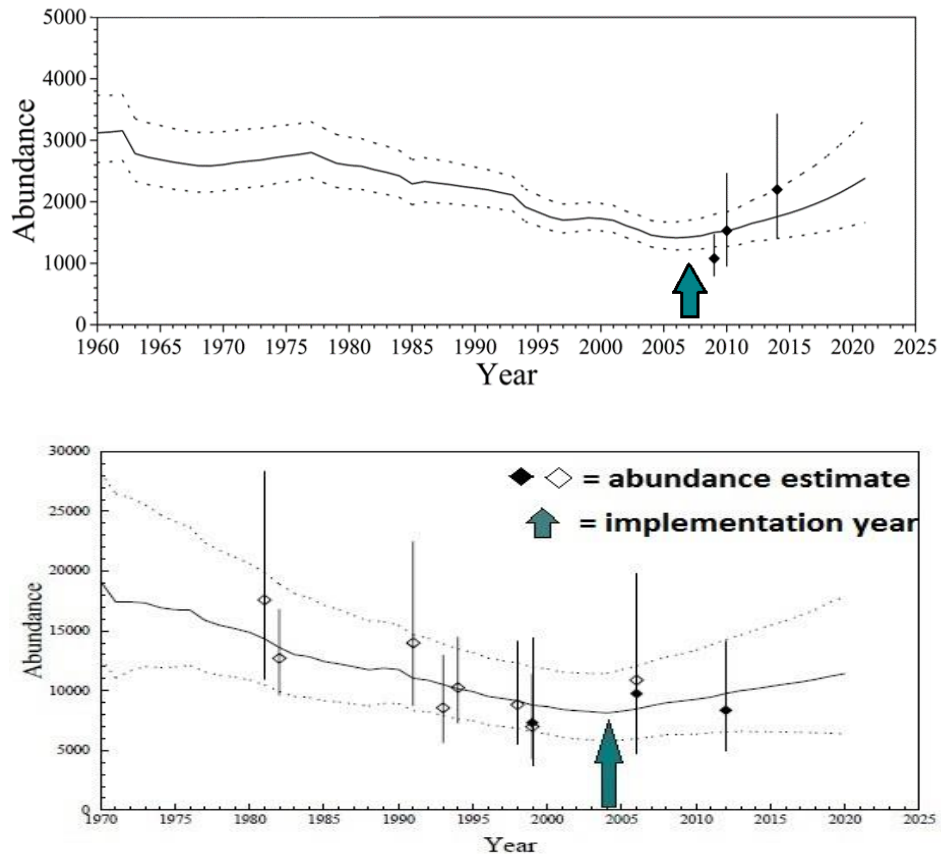 5000
4000
3000
2000
1000
0
Abundance
1960 1965 1970 1975 1980 1985 1990 1995 2000 2005 2010 2015 2020 2025
Year
30000
25000
20000
15000
10000
5000
0
Abundance
= abundance estimate
= implementation year
1970 1975 1980 1985 1990 1995 2000 2005 2010 2015 2020 2025
Year